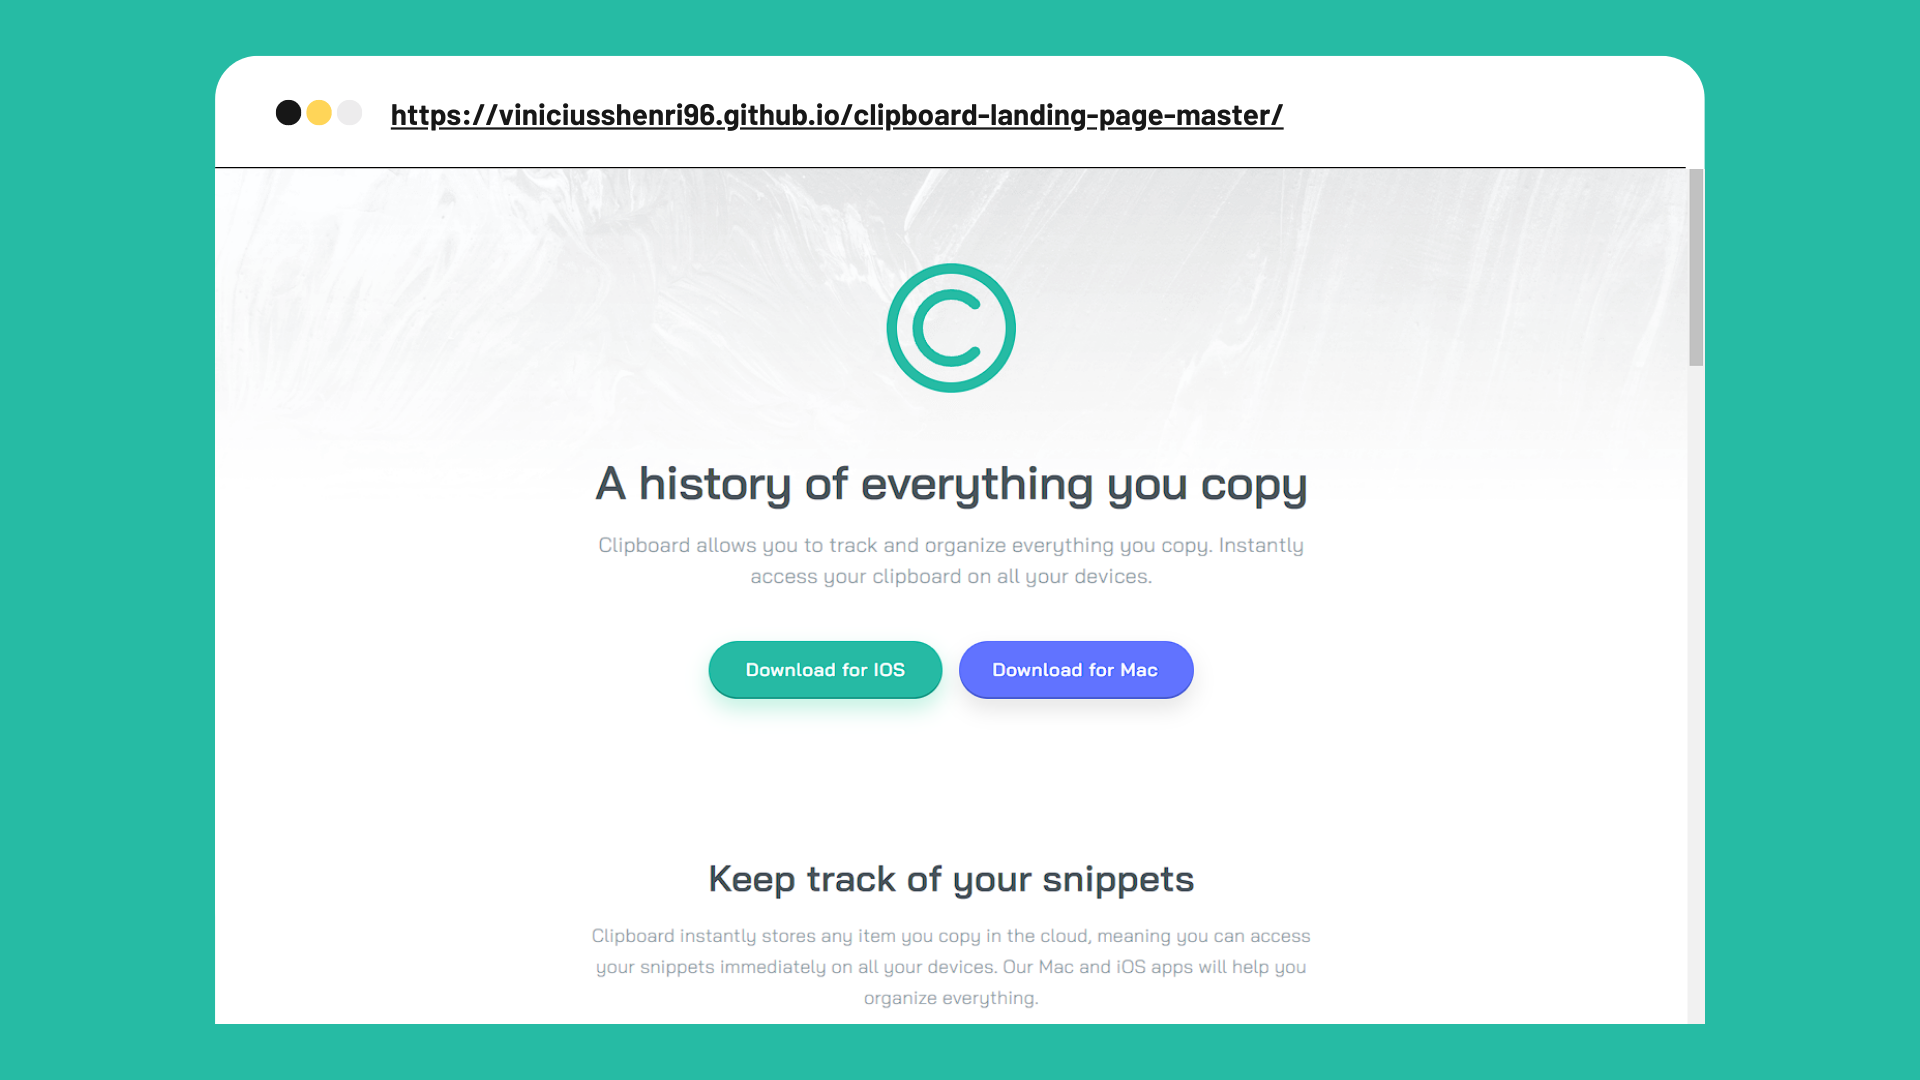 https://viniciusshenri96.github.io/clipboard-landing-page-master/
A history of everything you copy
Clipboard allows you to track and organize everything you copy. Instantly
access your clipboard on all your devices.
Download for IOS
Download for Mac
Keep track of your snippets
Clipboard instantly stores any item you copy in the cloud, meaning you can access
your snippets immediately on all your devices. Our Mac and iOS apps will help you
organize everything.